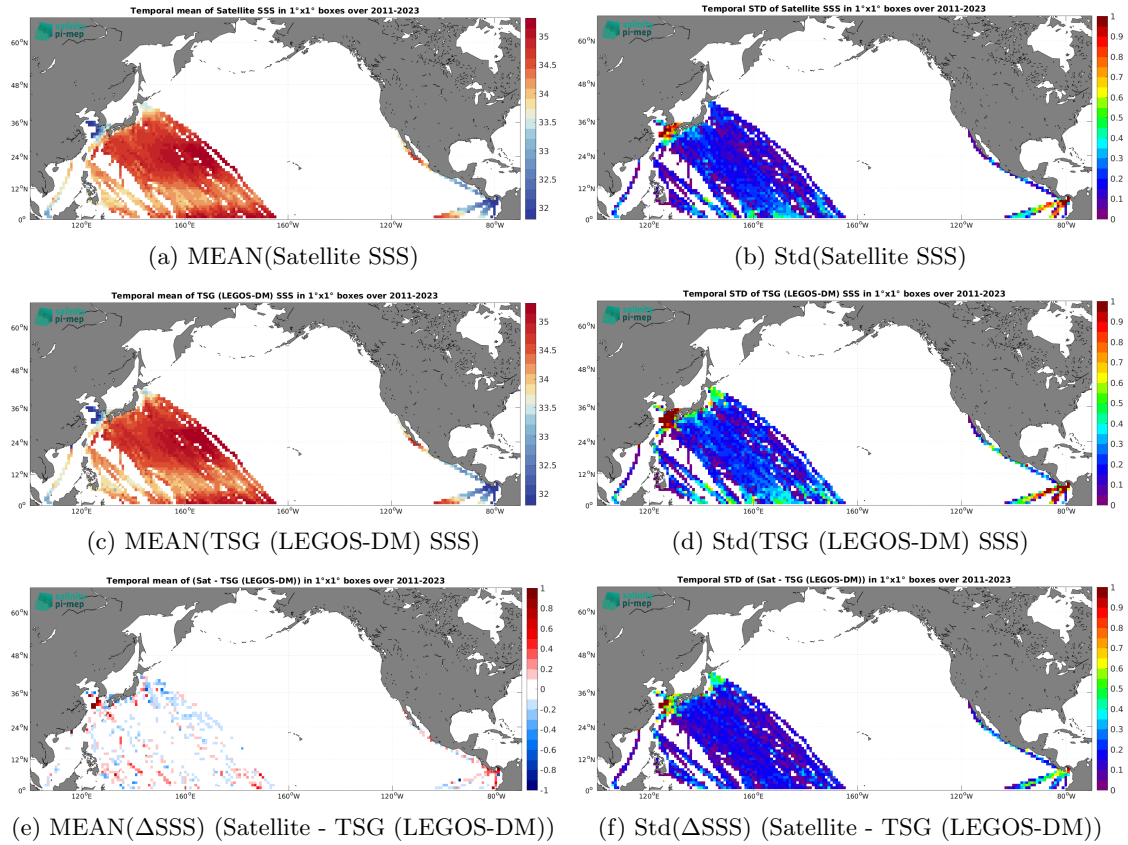 Temporal mean of Satellite SSS in 1°x1° boxes over 2011-2023
splinite
pi-mep
60°N
48°N
36°N
24°N
12°N
0°
120°E
160°E
160°W
120°W
80°W
35
34.5
34
33.5
33
32.5
32
(a) MEAN(Satellite SSS)
Temporal STD of Satellite SSS in 1°x1° boxes over 2011-2023
pi-mep
60°N
48°N
36°N
24°N
12°N
0°
120°E
160°E
160°W
120°W
80°W
1
0.9
0.8
0.7
0.6
0.5
0.4
0.3
0.2
0.1
0
(b) Std(Satellite SSS)
Temporal mean of TSG (LEGOS-DM) SSS in 1°x1° boxes over 2011-2023
pi-mep
60°N
48°N
36°N
24°N
12°N
0°
120°E
160°E
160°W
120°W
80°W
35
34.5
34
33.5
33
32.5
32
(c) MEAN(TSG (LEGOS-DM) SSS)
Temporal STD of TSG (LEGOS-DM) SSS in 1°x1° boxes over 2011-2023
pi-mep
60°N
48°N
36°N
24°N
12°N
0°
120°E
160°E
160°W
120°W
80°W
1
0.9
0.8
0.7
0.6
0.5
0.4
0.3
0.2
0.1
0
(d) Std(TSG (LEGOS-DM) SSS)
Temporal mean of (Sat - TSG (LEGOS-DM)) in 1°x1° boxes over 2011-2023
pi-mep
60°N
48°N
36°N
24°N
12°N
0°
120°E
160°E
160°W
120°W
80°W
1
0.8
0.6
0.4
0.2
0
-0.2
-0.4
-0.6
-0.8
-1
(e) MEAN(ΔSSS) (Satellite - TSG (LEGOS-DM))
Temporal STD of (Sat - TSG (LEGOS-DM)) in 1°x1° boxes over 2011-2023
pi-mep
60°N
48°N
36°N
24°N
12°N
0°
120°E
160°E
160°W
120°W
80°W
1
0.9
0.8
0.7
0.6
0.5
0.4
0.3
0.2
0.1
0
(f) Std(ΔSSS) (Satellite - TSG (LEGOS-DM))